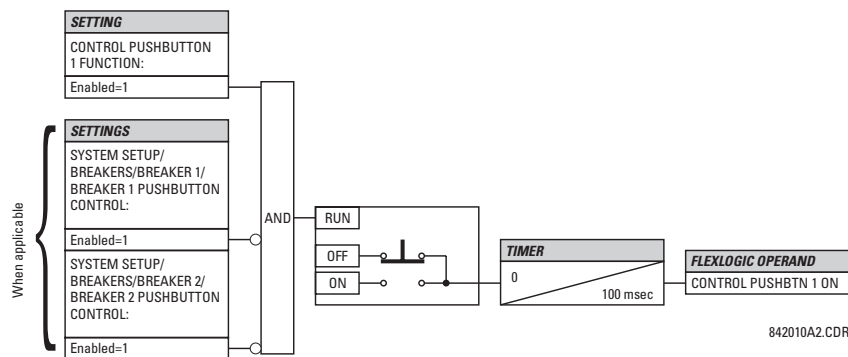 SETTING
CONTROL PUSHBUTTON
1 FUNCTION:
Enabled=1
When applicable
SETTINGS
SYSTEM SETUP/
BREAKERS/BREAKER 1/
BREAKER 1 PUSHBUTTON
CONTROL:
Enabled=1
SYSTEM SETUP/
BREAKERS/BREAKER 2/
BREAKER 2 PUSHBUTTON
CONTROL:
Enabled=1
AND
RUN
OFF
ON
TIMER
0
100 msec
FLEXLOGIC OPERAND
CONTROL PUSHBTN 1 ON
842010A2.CDR